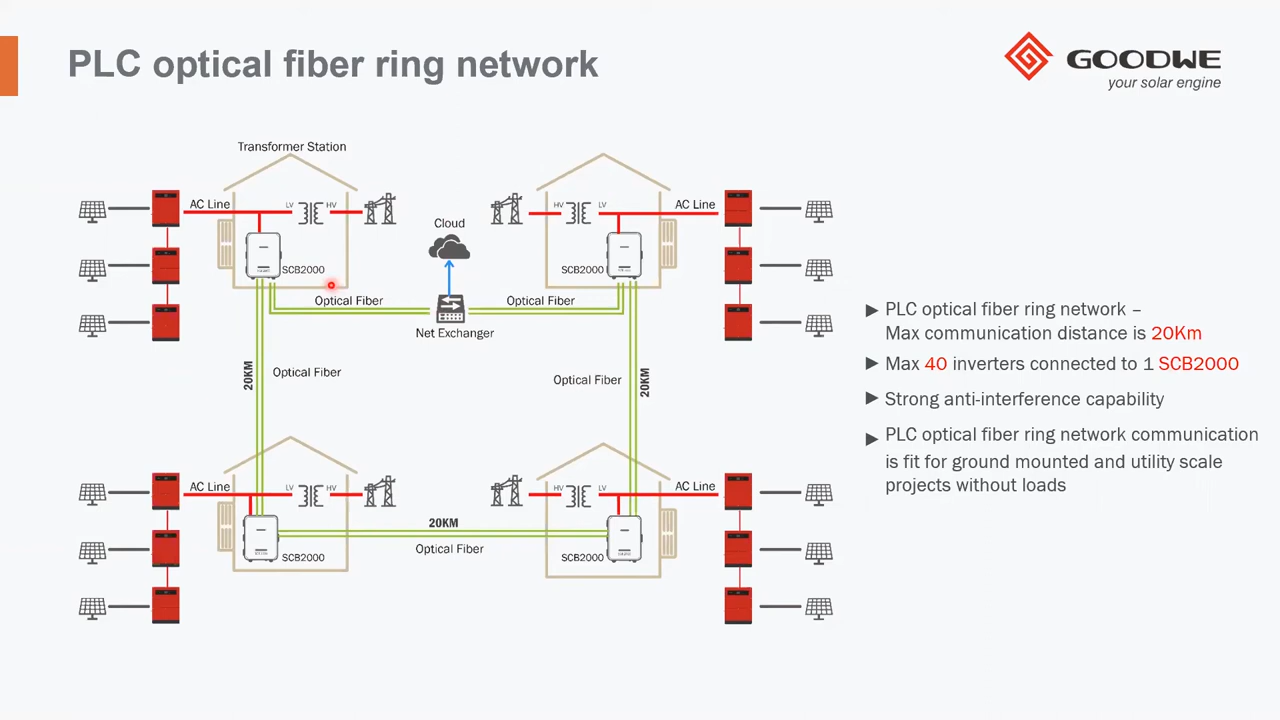 PLC optical fiber ring network
GOODWE
your solar engine
Transformer Station
AC Line
LV
HV
SCB2000
Optical Fiber
Cloud
Net Exchanger
HV
LV
AC Line
SCB2000
Optical Fiber
20KM
Optical Fiber
Optical Fiber
20KM
AC Line
LV
HV
SCB2000
20KM
Optical Fiber
HV
LV
AC Line
SCB2000
PLC optical fiber ring network –
Max communication distance is 20Km
Max 40 inverters connected to 1 SCB2000
Strong anti-interference capability
PLC optical fiber ring network communication
is fit for ground mounted and utility scale
projects without loads